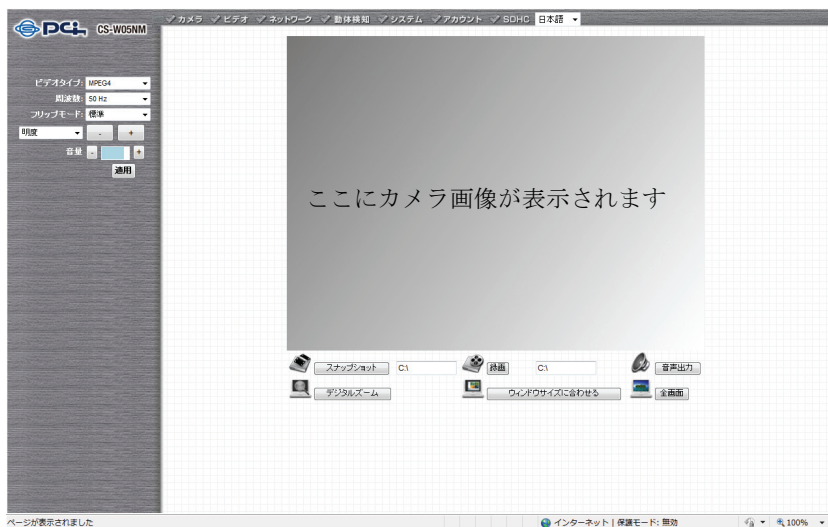 PCi CS-W05NM
カメラ ビデオ ネットワーク 動体検知 システム アカウント SDHC 日本語
ビデオタイプ: MPEG4
周波数: 50 Hz
フリップモード: 標準
明度 - +
音量 - +
適用
ここにカメラ画像が表示されます
スナップショット C:\ 録画 C:\ 音声出力
デジタルズーム ウィンドウサイズに合わせる 全画面
ページが表示されました インターネット | 保護モード: 無効 100%